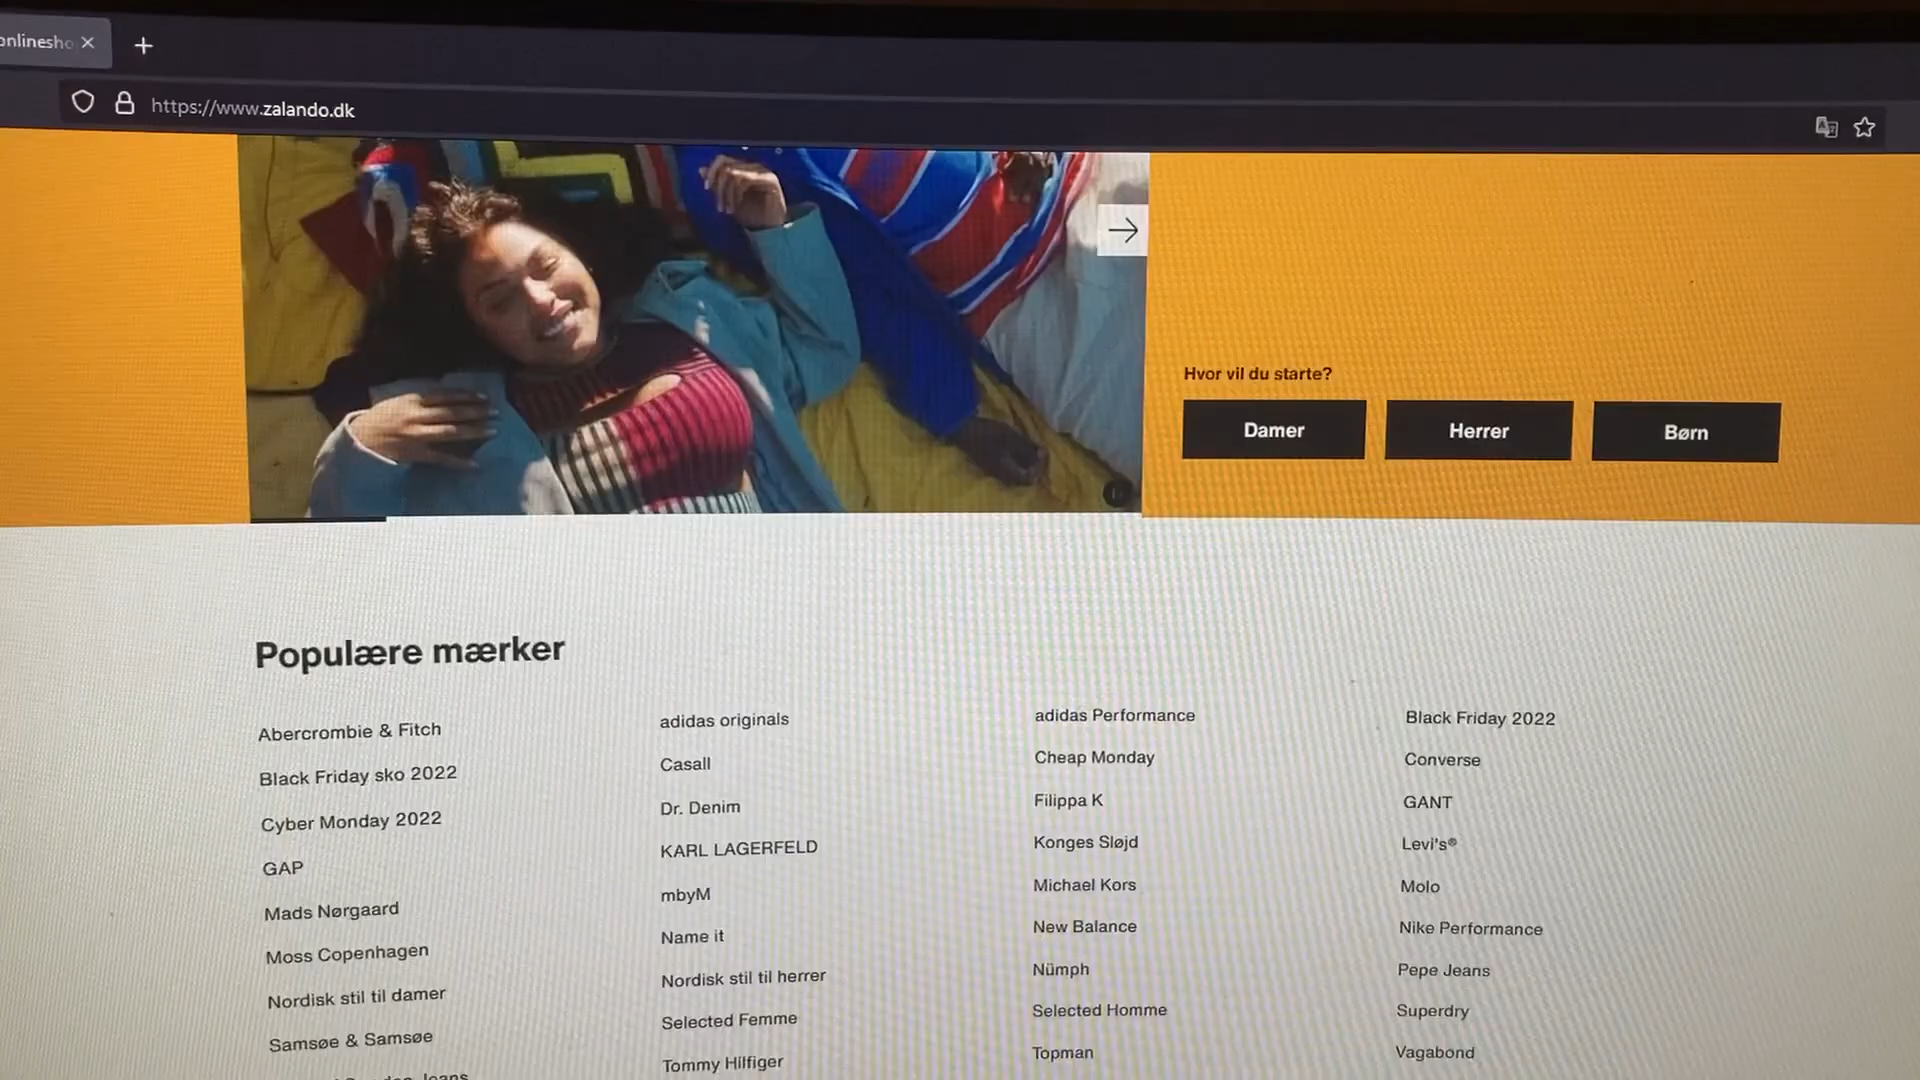 https://www.zalando.dk
Hvor vil du starte?
Damer
Herrer
Børn
Populære mærker
Abercrombie & Fitch
adidas originals
adidas Performance
Black Friday 2022
Black Friday sko 2022
Casall
Cheap Monday
Converse
Cyber Monday 2022
Dr. Denim
Filippa K
GANT
GAP
KARL LAGERFELD
Konges Sløjd
Levi's®
Mads Nørgaard
mbyM
Michael Kors
Molo
Moss Copenhagen
Name it
New Balance
Nike Performance
Nordisk stil til damer
Nordisk stil til herrer
Nümph
Pepe Jeans
Samsøe & Samsøe
Selected Femme
Selected Homme
Superdry
Tommy Hilfiger
Topman
Vagabond
Jeans